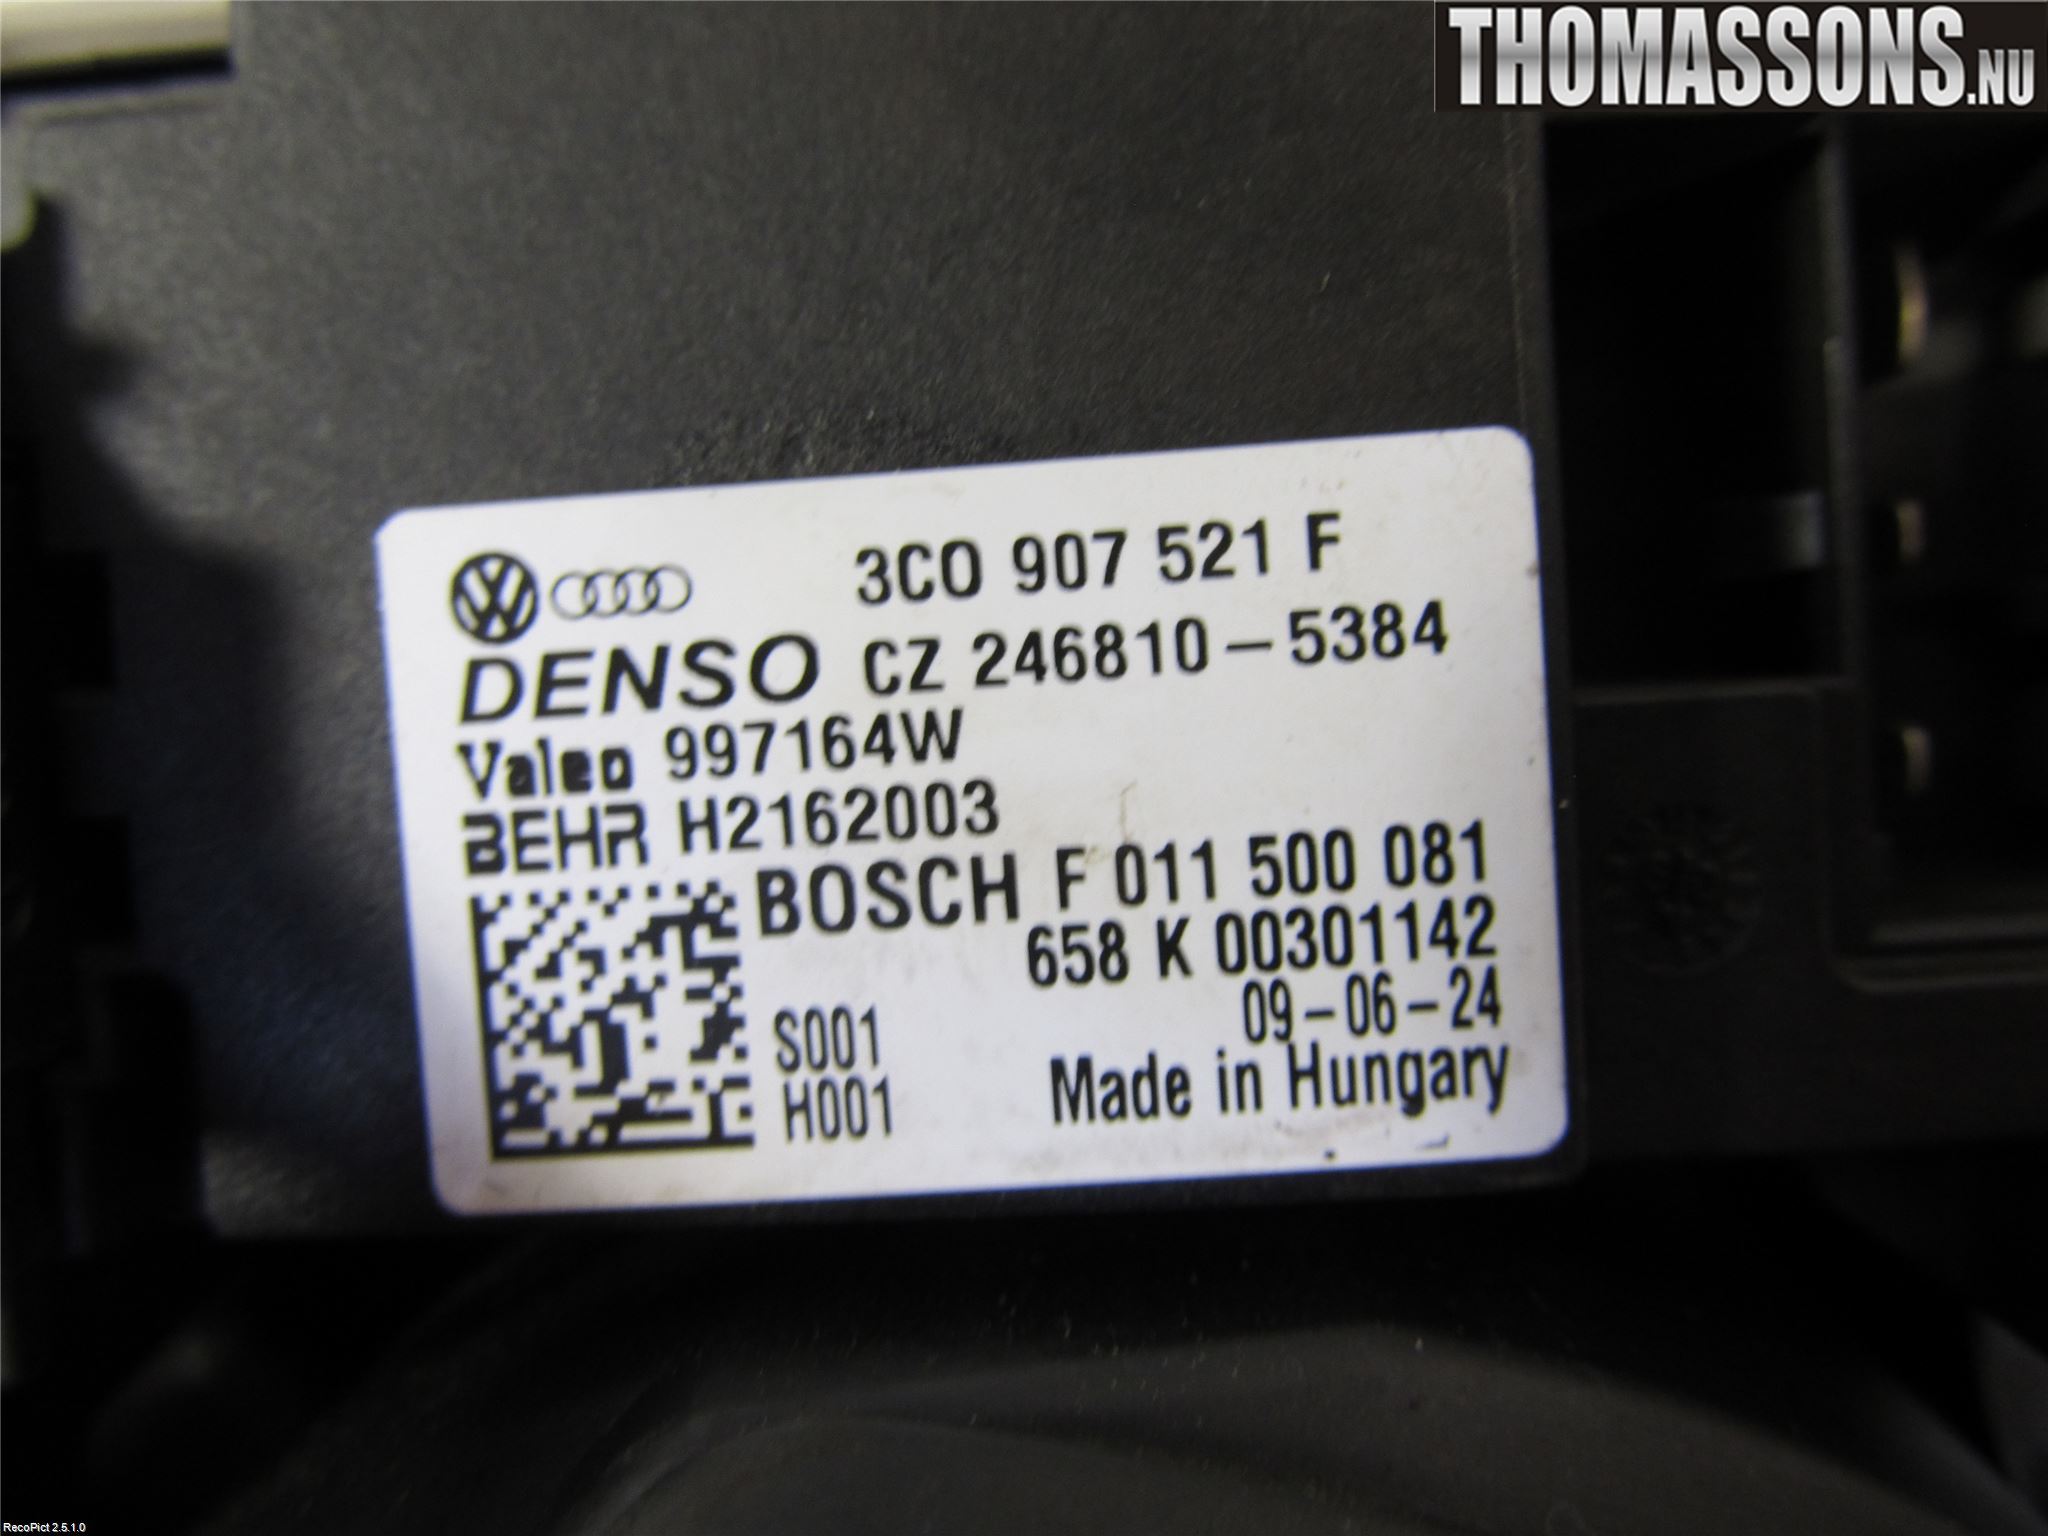 THOMASSONS.NU
3C0 907 521 F
DENSO CZ 246810-5384
Valeo 997164W
BEHR H2162003
BOSCH F 011 500 081
658 K 00301142
09-06-24
S001
H001
Made in Hungary
RecoPict 2.5.1.0